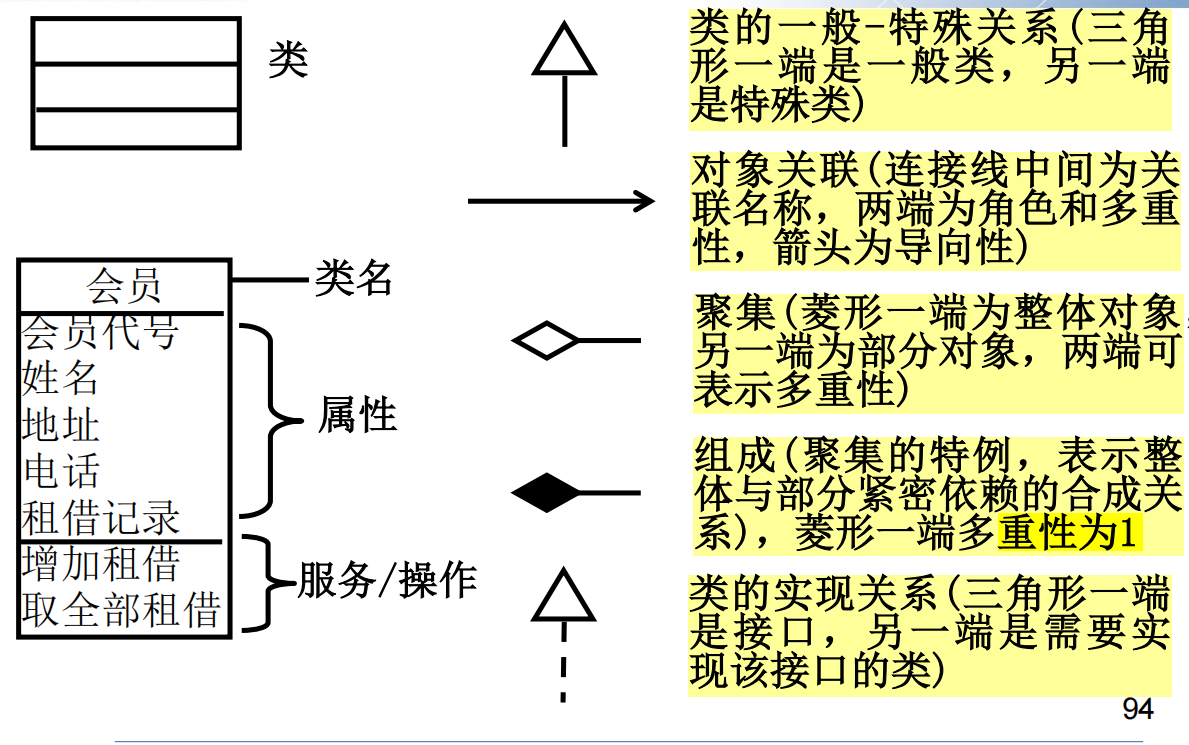 类
类的一般-特殊关系(三角
形一端是一般类，另一端
是特殊类)
对象关联(连接线中间为关
联名称，两端为角色和多重
性，箭头为导向性)
会员
类名
会员代号
姓名
地址
电话
租借记录
属性
增加租借
取全部租借
服务/操作
聚集(菱形一端为整体对象，
另一端为部分对象，两端可
表示多重性)
组成(聚集的特例，表示整
体与部分紧密依赖的合成关
系)，菱形一端多重性为1
类的实现关系(三角形一端
是接口，另一端是需要实
现该接口的类)
94